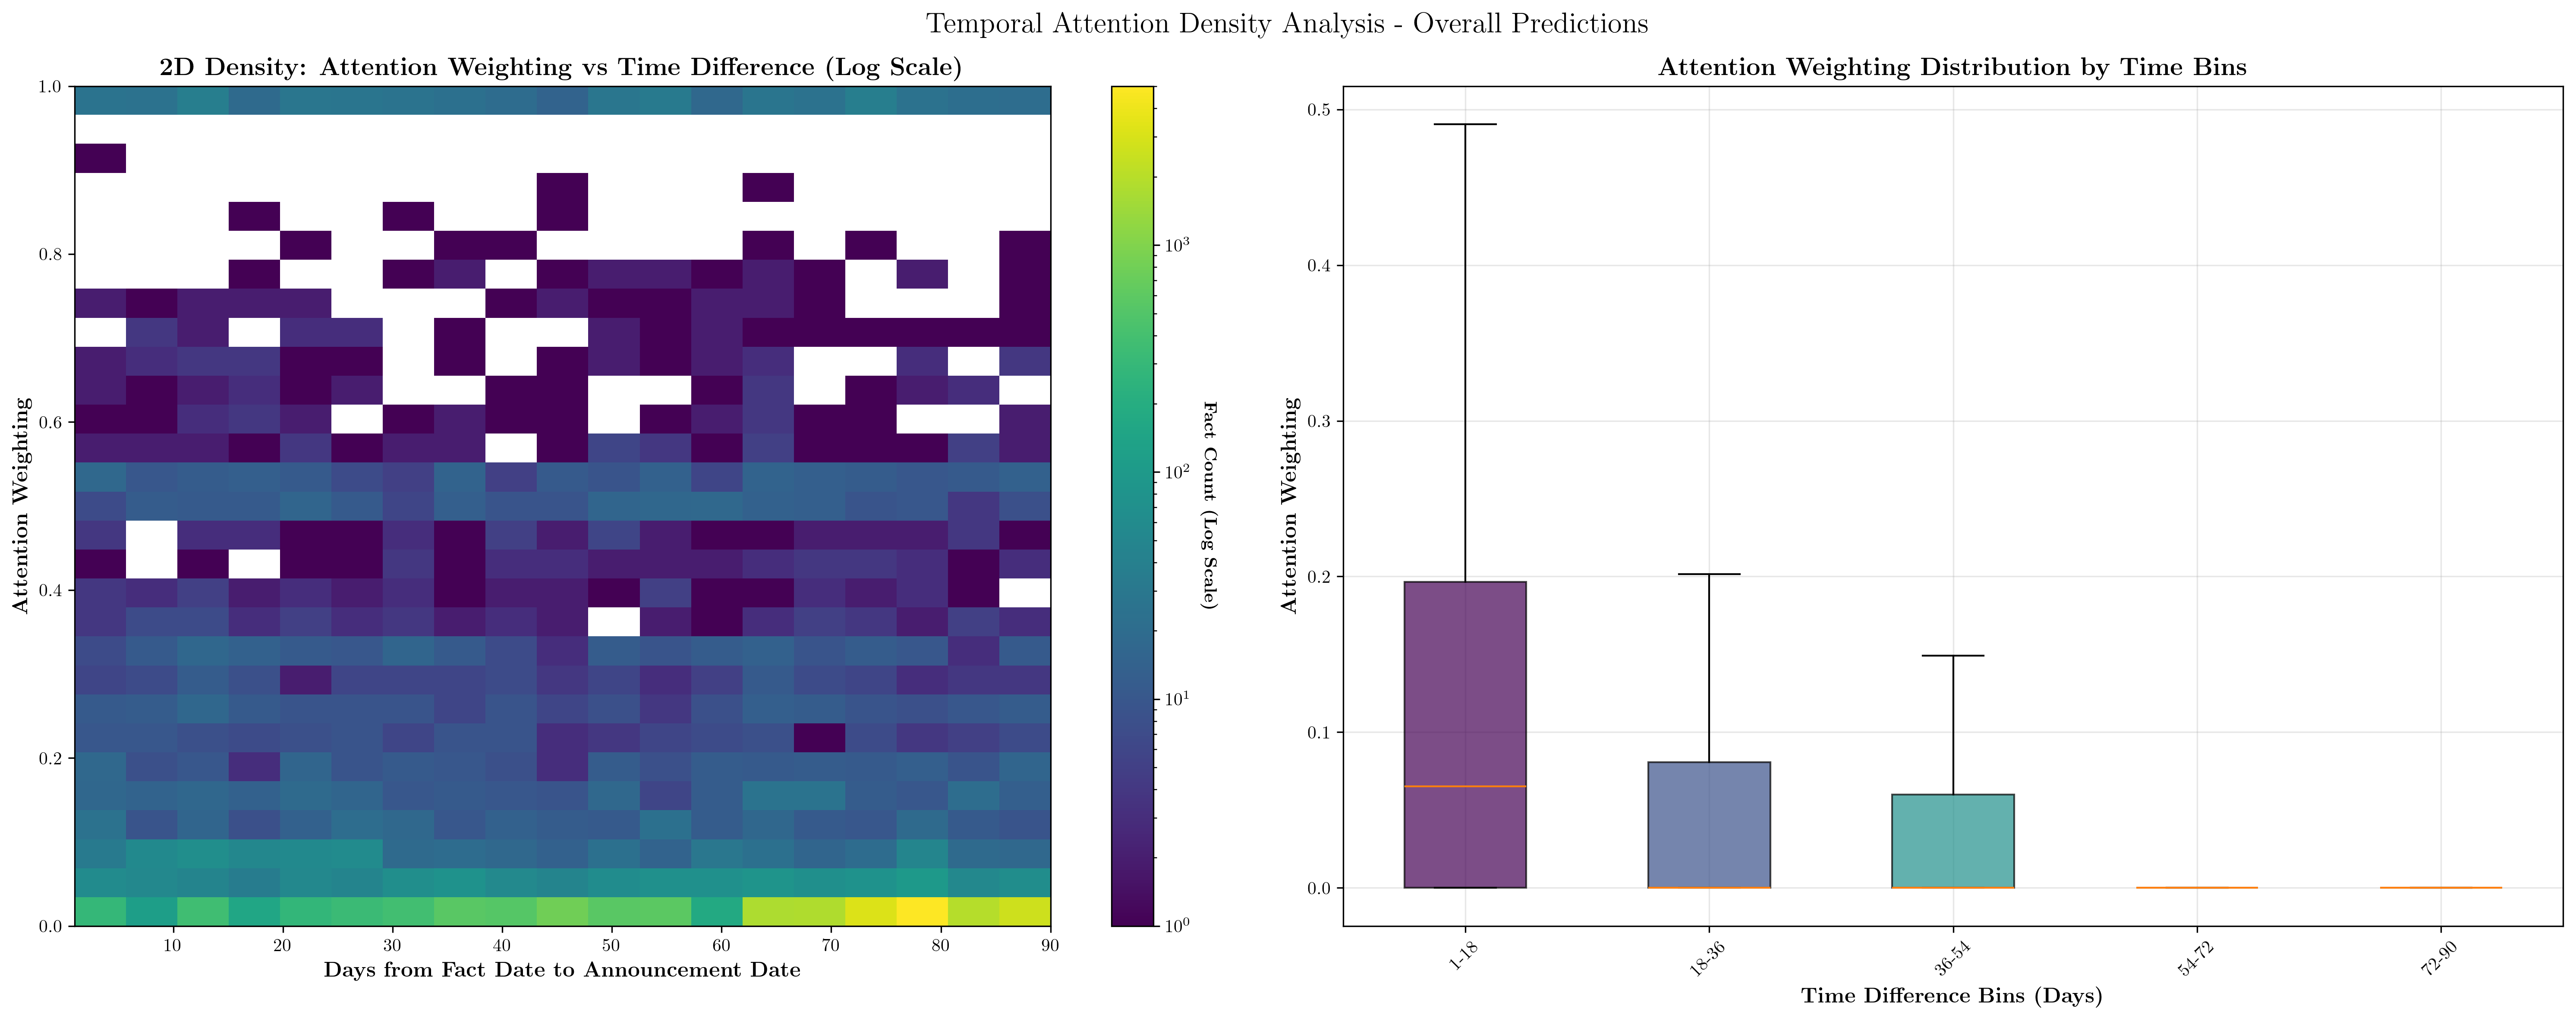 Temporal Attention Density Analysis - Overall Predictions
2D Density: Attention Weighting vs Time Difference (Log Scale)
Attention Weighting
1.0
0.8
0.6
0.4
0.2
0.0
10 20 30 40 50 60 70 80 90
Days from Fact Date to Announcement Date
10³
10²
10¹
10⁰
Fact Count (Log Scale)
Attention Weighting Distribution by Time Bins
Attention Weighting
0.5
0.4
0.3
0.2
0.1
0.0
1-18 18-36 36-54 54-72 72-90
Time Difference Bins (Days)